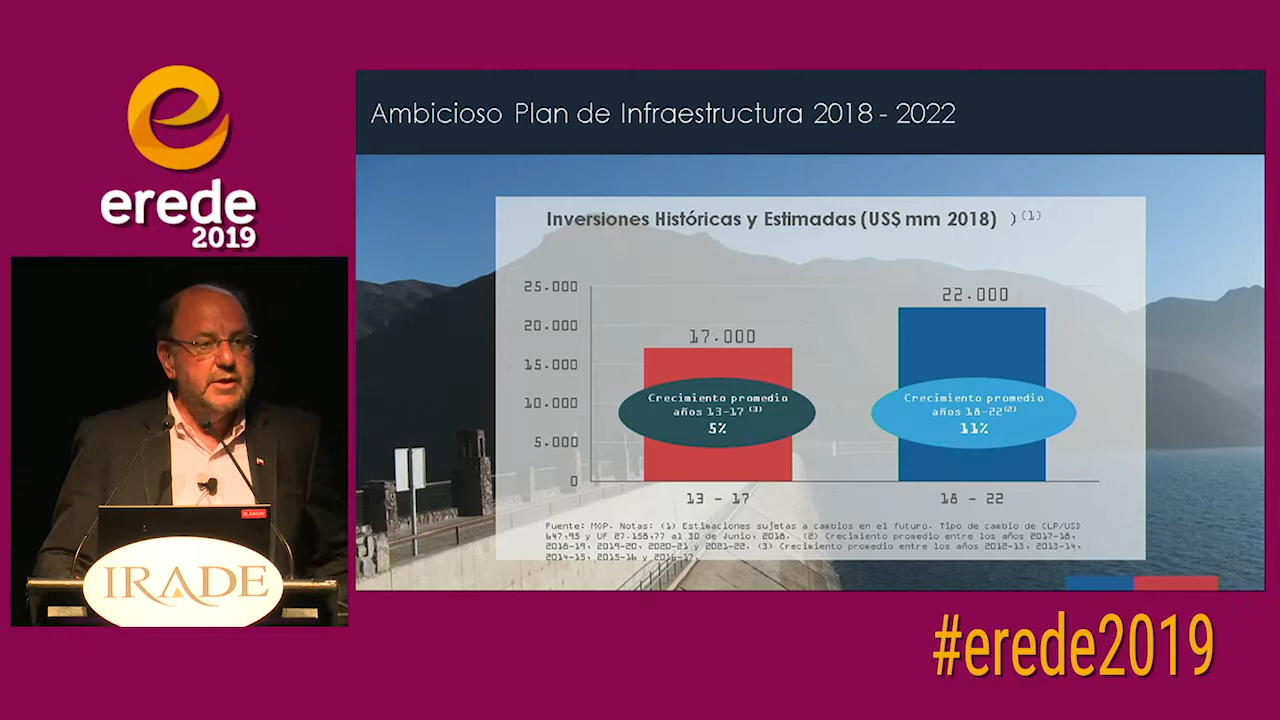 erede
2019
Ambicioso Plan de Infraestructura 2018 - 2022
Inversiones Históricas y Estimadas (US$ mm 2018) )(1)
25.000
20.000
15.000
10.000
5.000
0
17.000
22.000
Crecimiento promedio
años 13-17 (3)
5%
Crecimiento promedio
años 18-22(2)
11%
13 - 17
18 - 22
Fuente: MOP. Notas: (1) Estimaciones sujetas a cambios en el futuro. Tipo de cambio de CLP/USD
647,95 y UF 27.158,77 al 30 de Junio, 2018. (2) Crecimiento promedio entre los años 2017-18,
2018-19, 2019-20, 2020-21 y 2021-22. (3) Crecimiento promedio entre los años 2012-13, 2013-14,
2014-15, 2015-16 y 2016-17.
IRADE
#erede2019